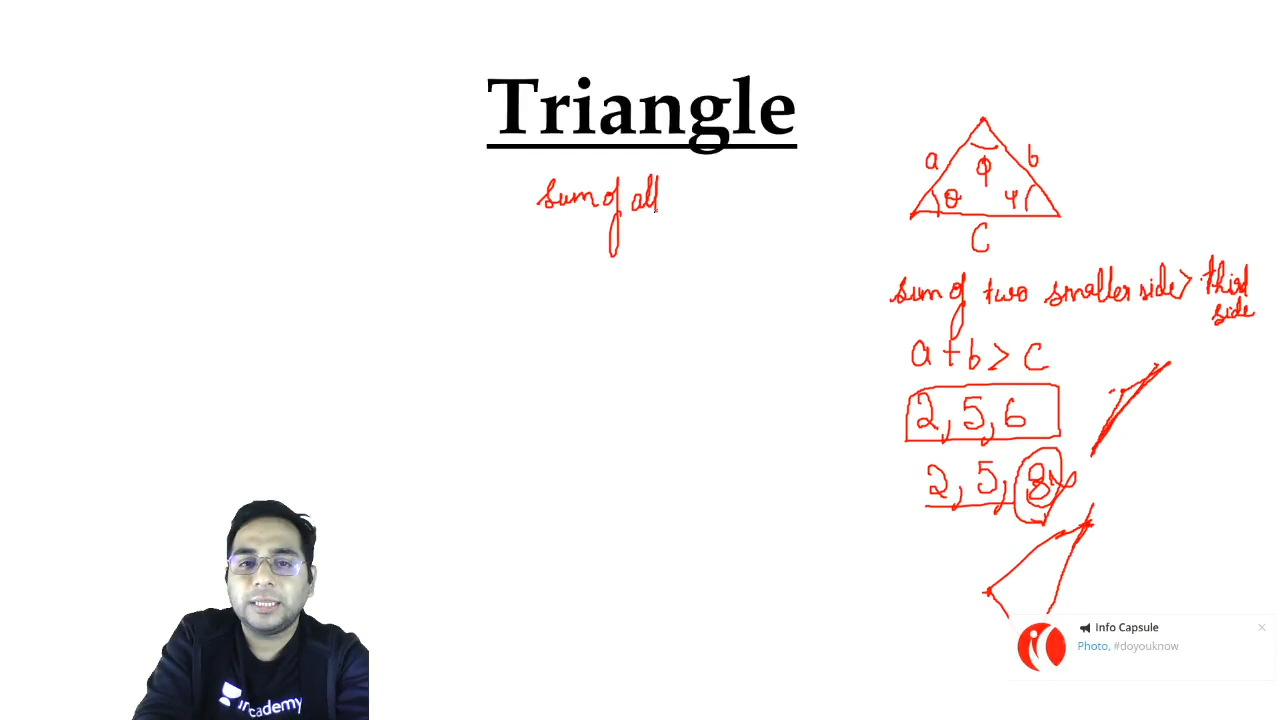 Triangle
sum of all
a
b
φ
θ
ψ
C
sum of two smaller side > third
side
a + b > C
2, 5, 6
2, 5, 8
Info Capsule
Photo, #doyouknow
academy